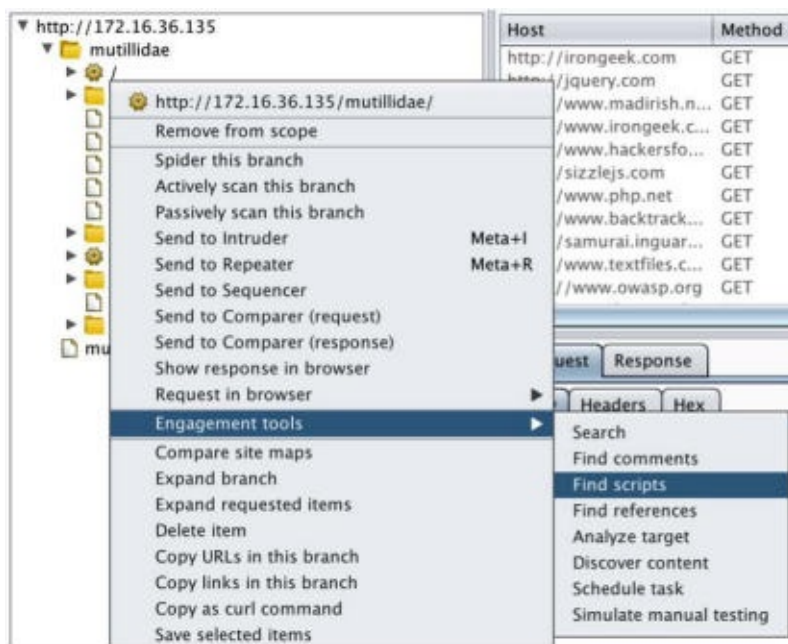 http://172.16.36.135
mutillidae
/
mu
http://172.16.36.135/mutillidae/
Remove from scope
Spider this branch
Actively scan this branch
Passively scan this branch
Send to Intruder Meta+I
Send to Repeater Meta+R
Send to Sequencer
Send to Comparer (request)
Send to Comparer (response)
Show response in browser
Request in browser
Engagement tools
Compare site maps
Expand branch
Expand requested items
Delete item
Copy URLs in this branch
Copy links in this branch
Copy as curl command
Save selected items
Host Method
http://irongeek.com GET
/jquery.com GET
/www.madirish.n... GET
/www.irongeek.c... GET
/www.hackersfo... GET
/sizzlejs.com GET
/www.php.net GET
/www.backtrack... GET
/samurai.inguar... GET
/www.textfiles.c... GET
//www.owasp.org GET
uest Response
Headers Hex
Search
Find comments
Find scripts
Find references
Analyze target
Discover content
Schedule task
Simulate manual testing